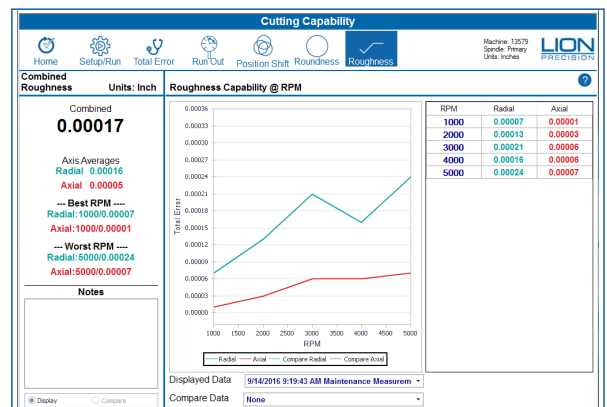 Cutting Capability
Home Setup/Run Total Error Run Out Position Shift Roundness Roughness
Machine: 13579
Spindle: Primary
Units: Inches
LION
PRECISION
Combined
Roughness Units: Inch
Roughness Capability @ RPM
?
Combined
0.00017
Axis Averages
Radial 0.00016
Axial 0.00005
--- Best RPM ----
Radial:1000/0.00007
Axial:1000/0.00001
--- Worst RPM ----
Radial:5000/0.00024
Axial:5000/0.00007
Notes
Display Compare
0.00036
0.00033
0.00030
0.00027
0.00024
0.00021
0.00018
0.00015
0.00012
0.00009
0.00006
0.00003
0.00000
Total Error
1000 1500 2000 2500 3000 3500 4000 4500 5000
RPM
Radial Axial Compare Radial Compare Axial
Displayed Data 9/14/2016 9:19:43 AM Maintenance Measurem
Compare Data None
RPM Radial Axial
1000 0.00007 0.00001
2000 0.00013 0.00003
3000 0.00021 0.00006
4000 0.00016 0.00006
5000 0.00024 0.00007